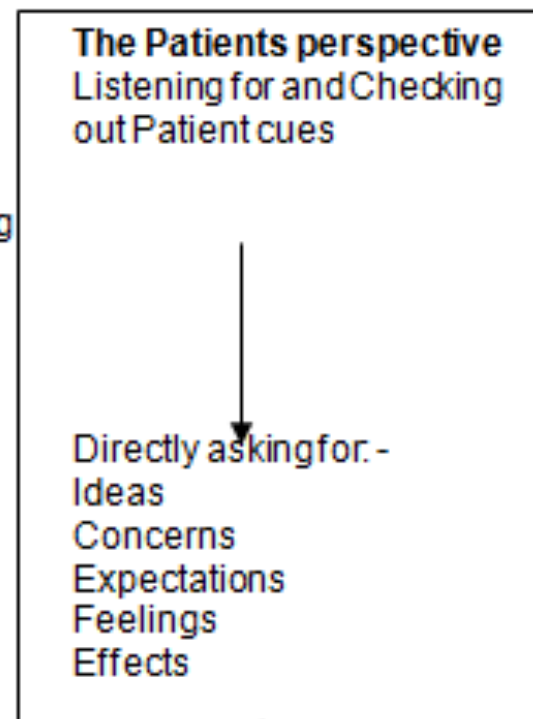 The Patients perspective
Listening for and Checking
out Patient cues
g
Directly asking for: -
Ideas
Concerns
Expectations
Feelings
Effects